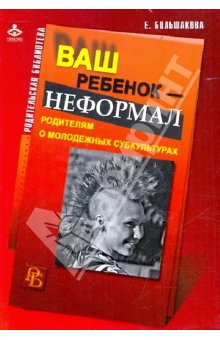 Е. БОЛЬШАКОВА
РОДИТЕЛЬСКАЯ БИБЛИОТЕКА
ВАШ
РЕБЕНОК –
НЕФОРМАЛ
РОДИТЕЛЯМ
О МОЛОДЕЖНЫХ СУБКУЛЬТУРАХ
РБ